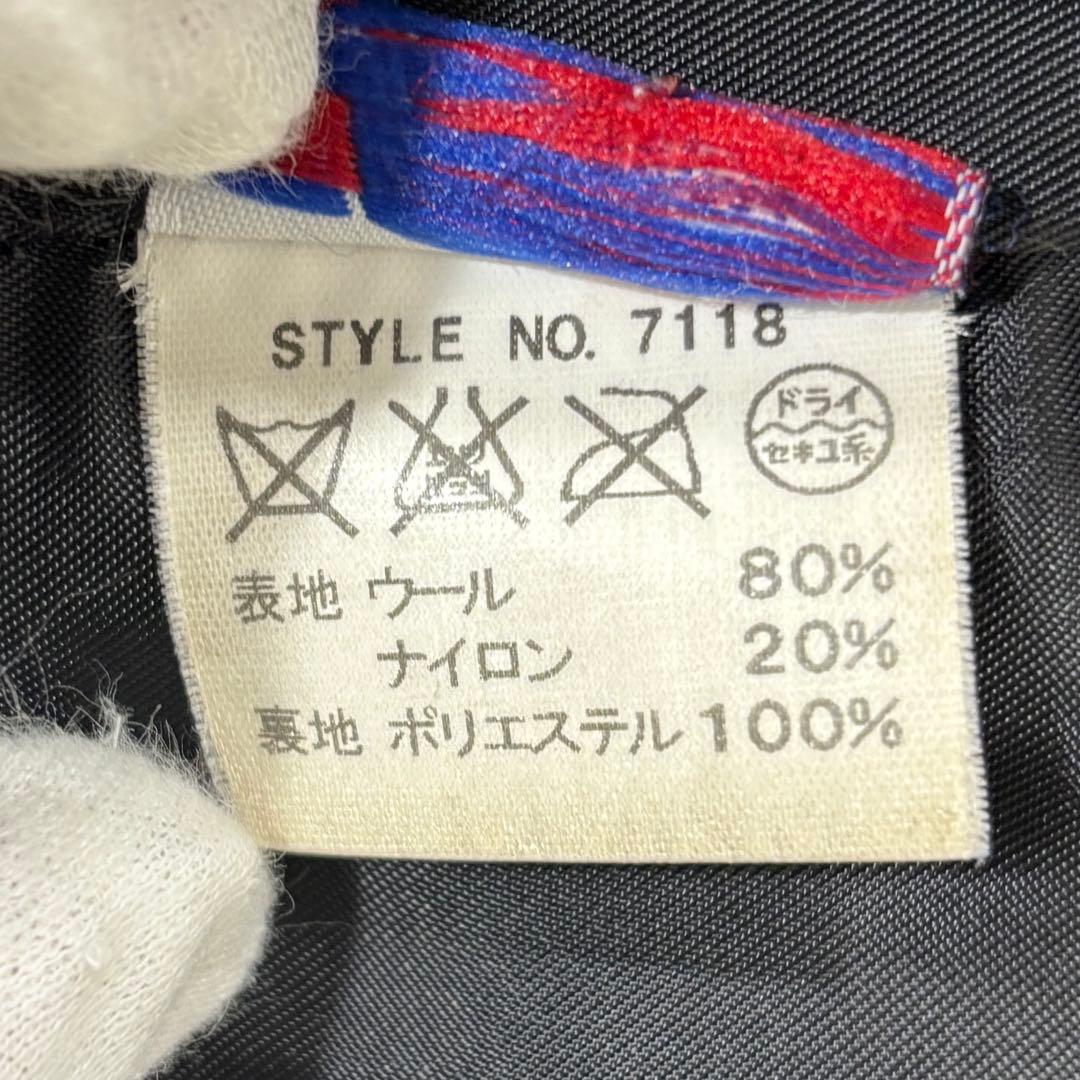 STYLE NO. 7118
ドライ
セキユ系
表地 ウール 80%
ナイロン 20%
裏地 ポリエステル 100%